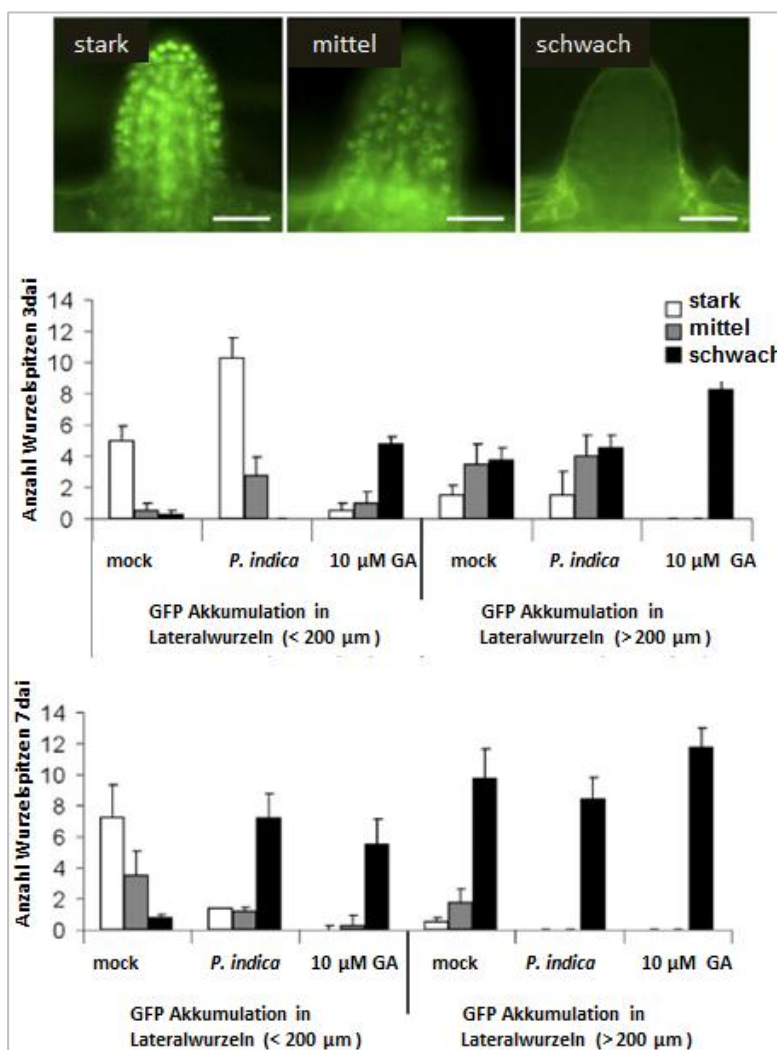 stark mittel schwach
Anzahl Wurzelspitzen 3dai
14
12
10
8
6
4
2
0
stark
mittel
schwach
mock P. indica 10 µM GA mock P. indica 10 µM GA
GFP Akkumulation in
Lateralwurzeln (< 200 µm )
GFP Akkumulation in
Lateralwurzeln (> 200 µm )
Anzahl Wurzelspitzen 7dai
14
12
10
8
6
4
2
0
mock P. indica 10 µM GA mock P. indica 10 µM GA
GFP Akkumulation in
Lateralwurzeln (< 200 µm )
GFP Akkumulation in
Lateralwurzeln (> 200 µm )